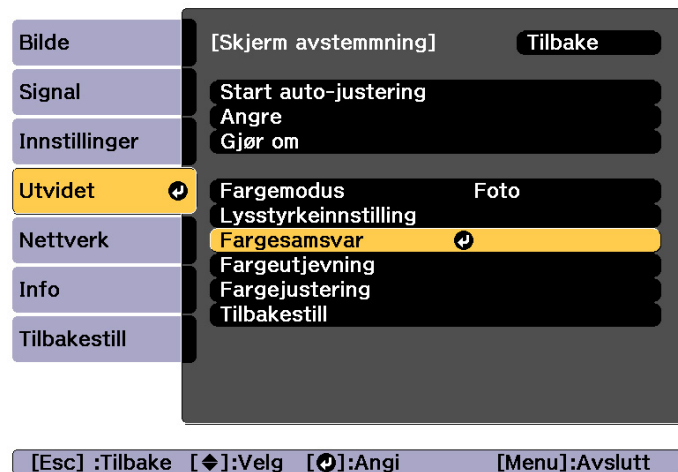 Bilde
Signal
Innstillinger
Utvidet
Nettverk
Info
Tilbakestill
[Skjerm avstemmning] Tilbake
Start auto-justering
Angre
Gjør om
Fargemodus Foto
Lysstyrkeinnstilling
Fargesamsvar
Fargeutjevning
Fargejustering
Tilbakestill
[Esc] :Tilbake [◆]:Velg [↵]:Angi [Menu]:Avslutt